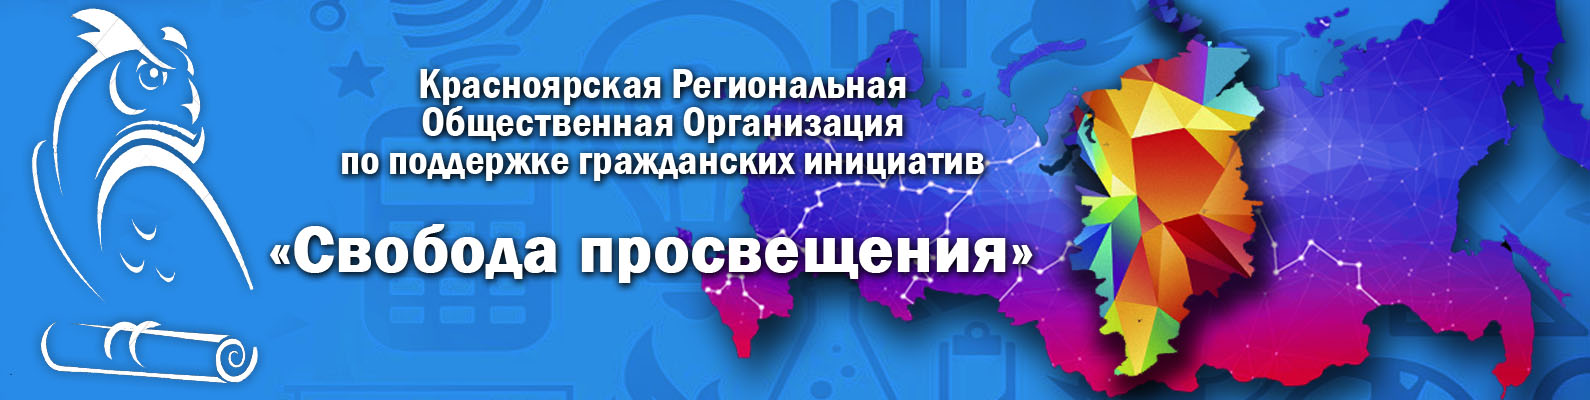 Красноярская Региональная
Общественная Организация
по поддержке гражданских инициатив
«Свобода просвещения»